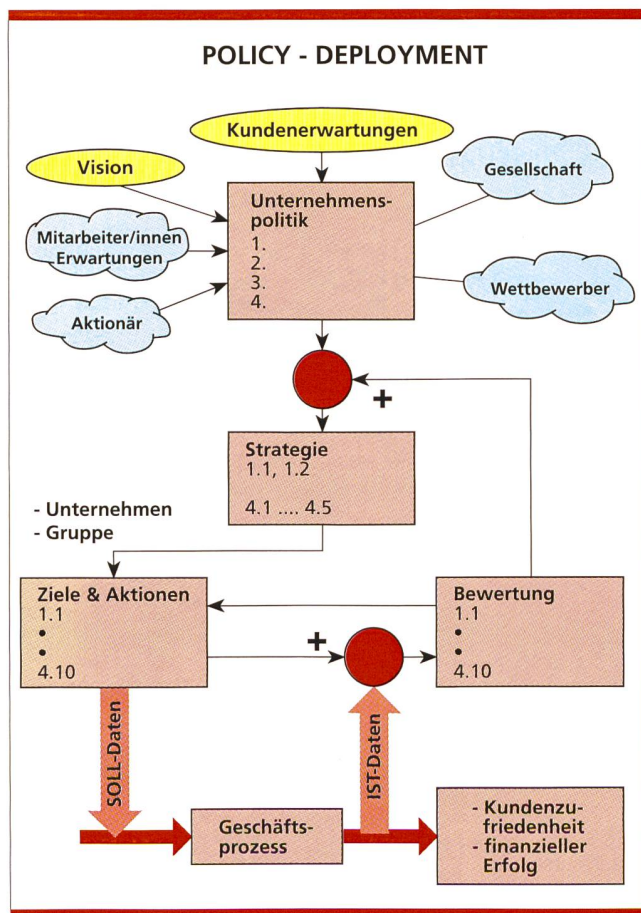 POLICY - DEPLOYMENT
Kundenerwartungen
Vision
Gesellschaft
Unternehmens-
politik
1.
2.
3.
4.
Mitarbeiter/innen
Erwartungen
Aktionär
Wettbewerber
+
Strategie
1.1, 1.2
4.1 .... 4.5
- Unternehmen
- Gruppe
Ziele & Aktionen
1.1
•
•
4.10
+
Bewertung
1.1
•
•
4.10
SOLL-Daten
IST-Daten
Geschäfts-
prozess
- Kundenzu-
friedenheit
- finanzieller
Erfolg